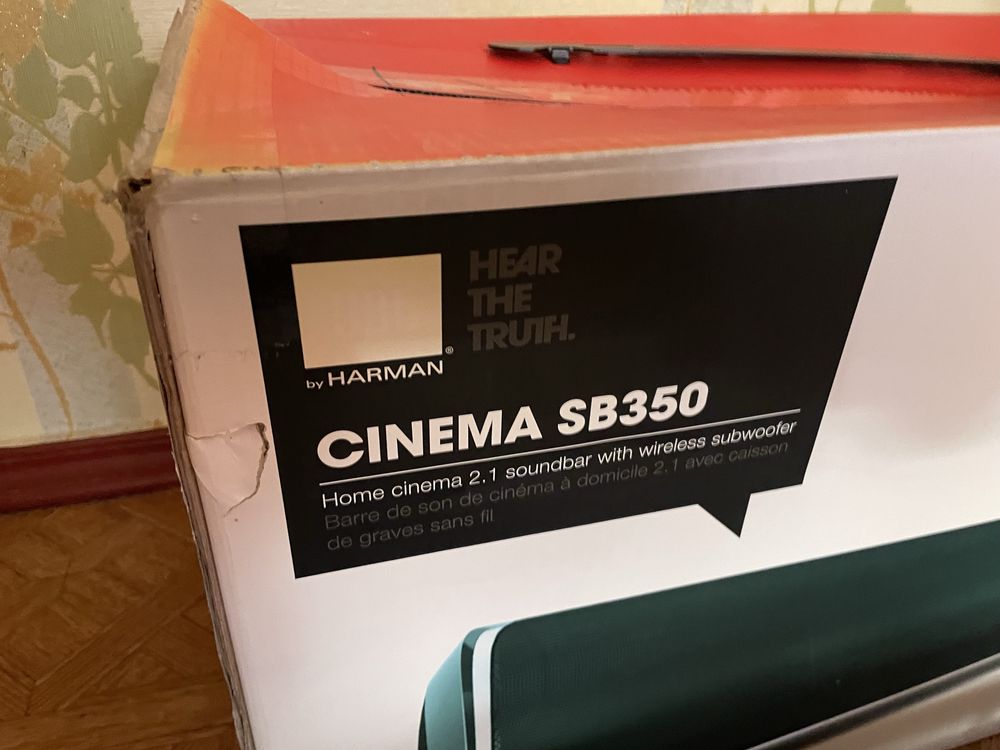 HEAR
THE
TRUTH.
by HARMAN®
CINEMA SB350
Home cinema 2.1 soundbar with wireless subwoofer
Barre de son de cinéma à domicile 2.1 avec caisson
de graves sans fil